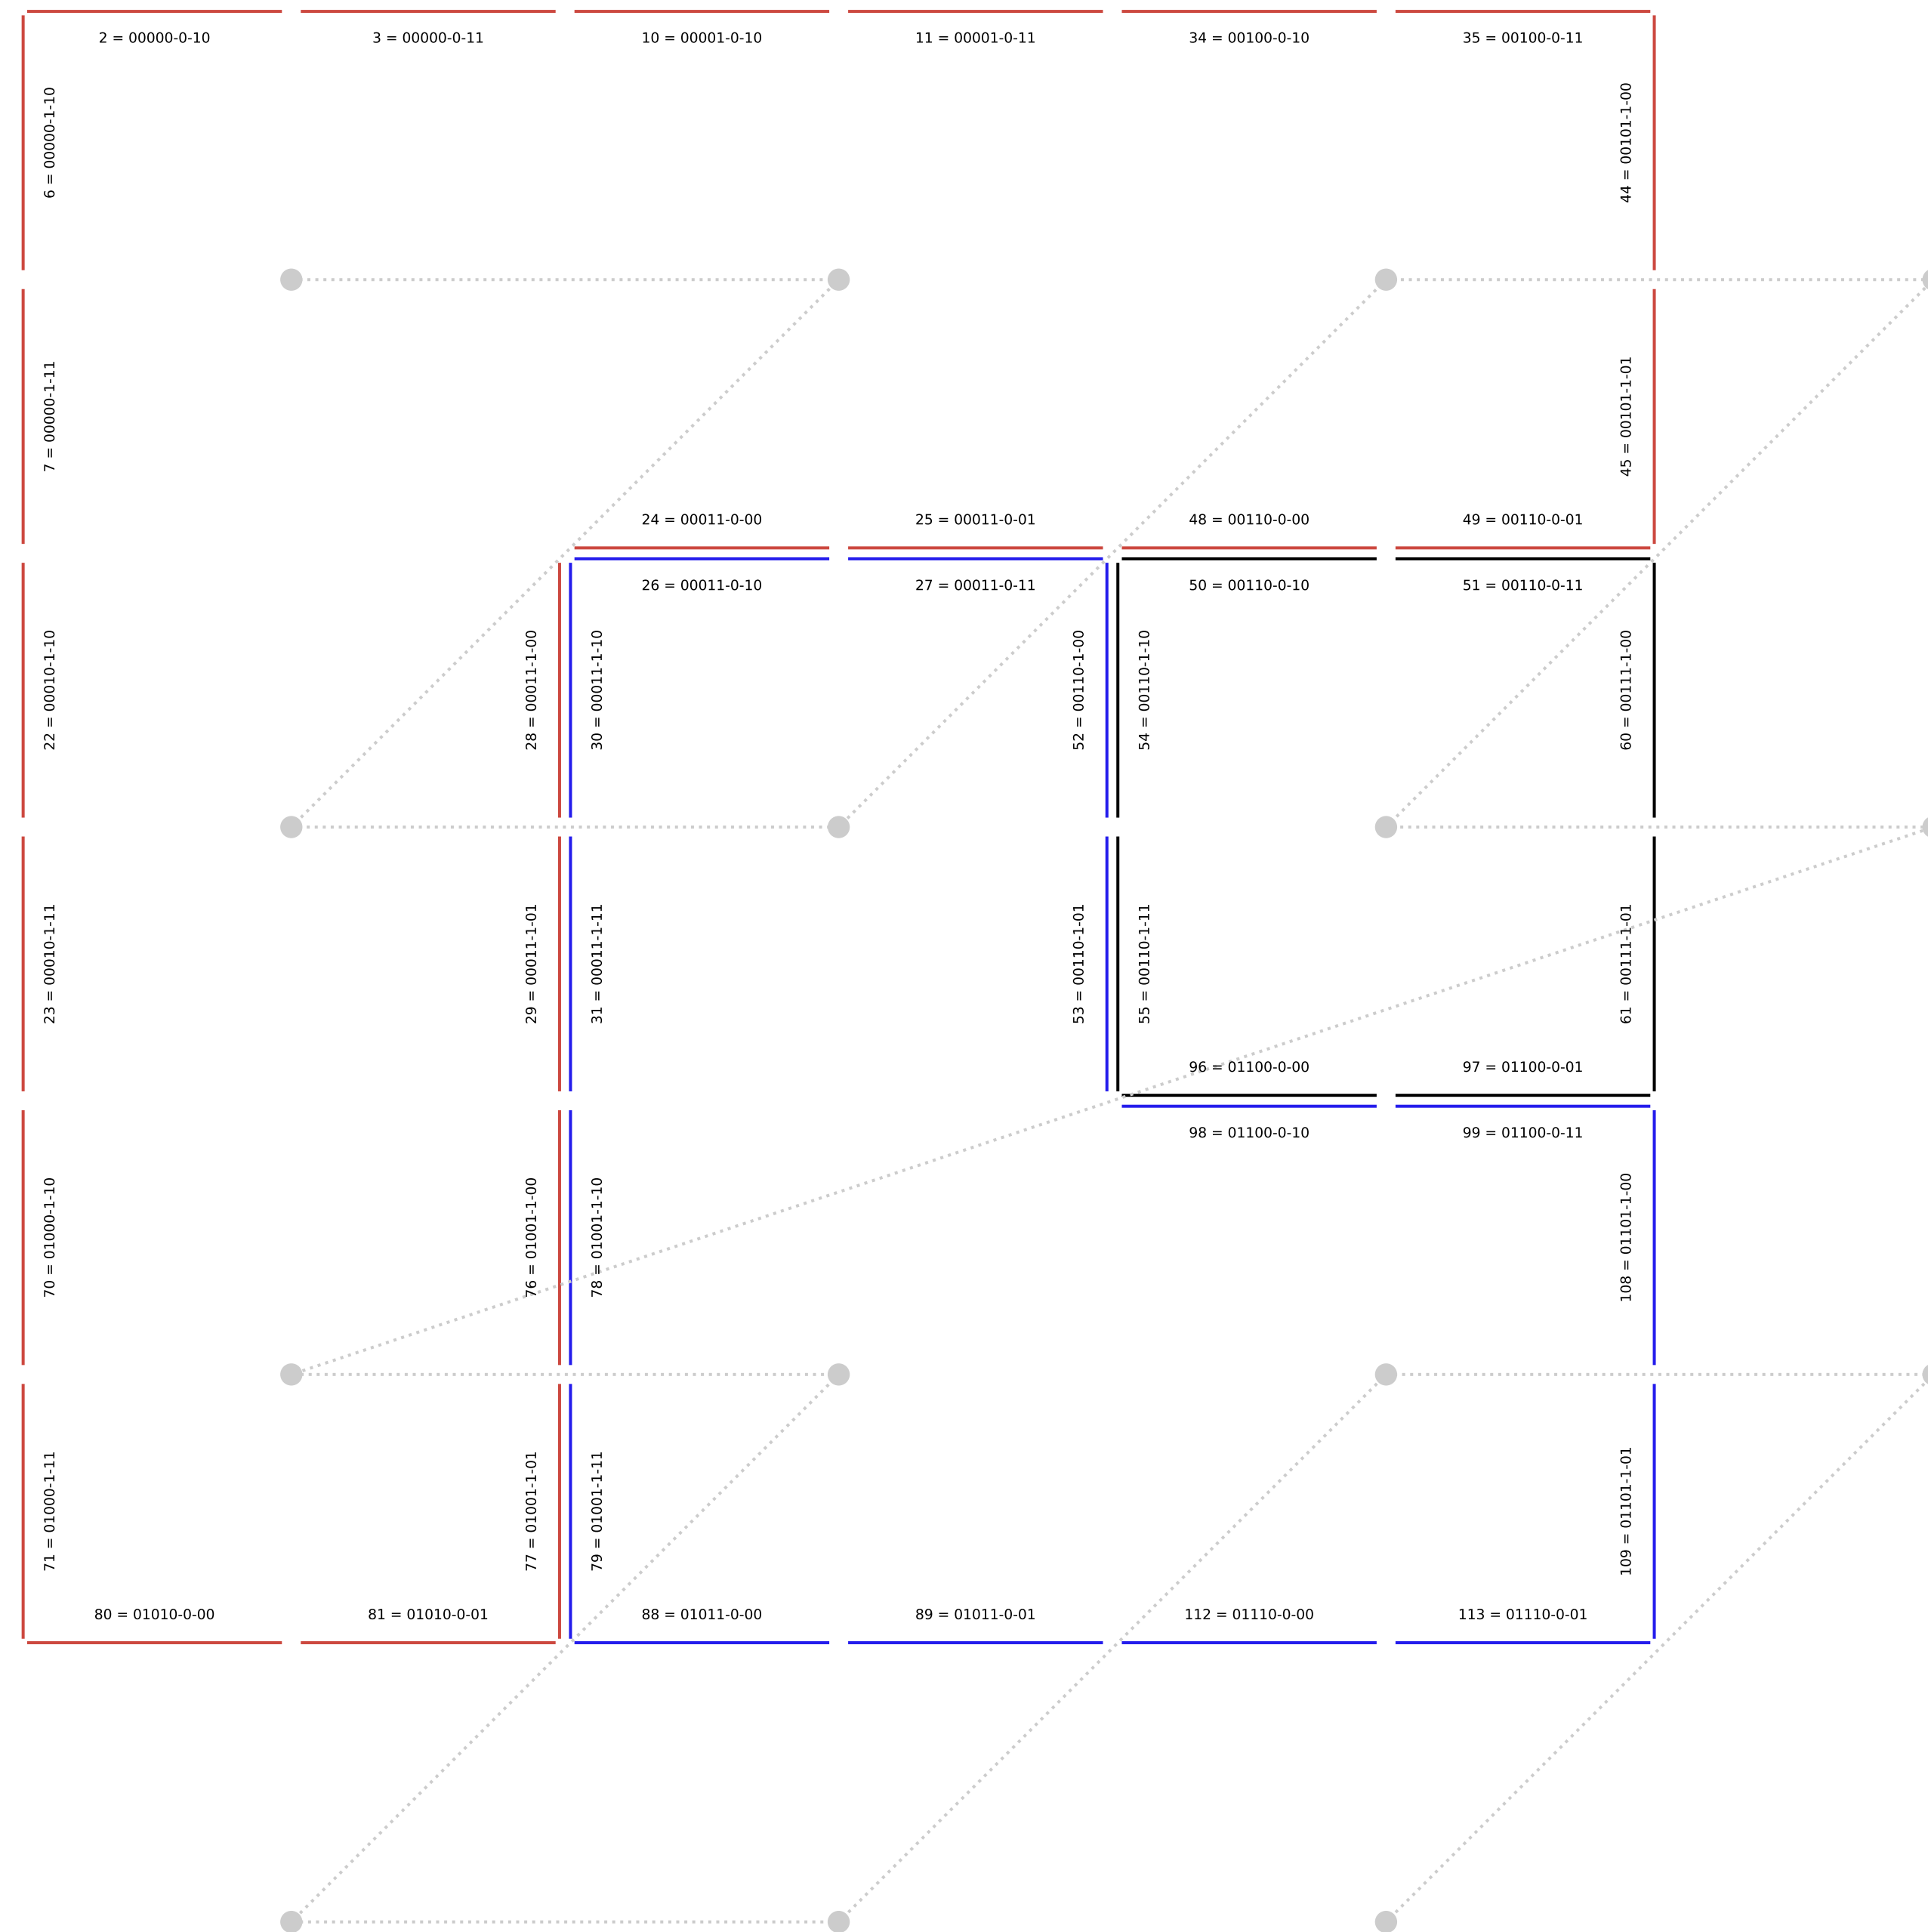 2 = 00000-0-10
3 = 00000-0-11
10 = 00001-0-10
11 = 00001-0-11
34 = 00100-0-10
35 = 00100-0-11
6 = 00000-1-10
44 = 00101-1-00
7 = 00000-1-11
45 = 00101-1-01
24 = 00011-0-00
25 = 00011-0-01
48 = 00110-0-00
49 = 00110-0-01
26 = 00011-0-10
27 = 00011-0-11
50 = 00110-0-10
51 = 00110-0-11
22 = 00010-1-10
28 = 00011-1-00
30 = 00011-1-10
52 = 00110-1-00
54 = 00110-1-10
60 = 00111-1-00
23 = 00010-1-11
29 = 00011-1-01
31 = 00011-1-11
53 = 00110-1-01
55 = 00110-1-11
61 = 00111-1-01
96 = 01100-0-00
97 = 01100-0-01
98 = 01100-0-10
99 = 01100-0-11
70 = 01000-1-10
76 = 01001-1-00
78 = 01001-1-10
108 = 01101-1-00
71 = 01000-1-11
77 = 01001-1-01
79 = 01001-1-11
109 = 01101-1-01
80 = 01010-0-00
81 = 01010-0-01
88 = 01011-0-00
89 = 01011-0-01
112 = 01110-0-00
113 = 01110-0-01